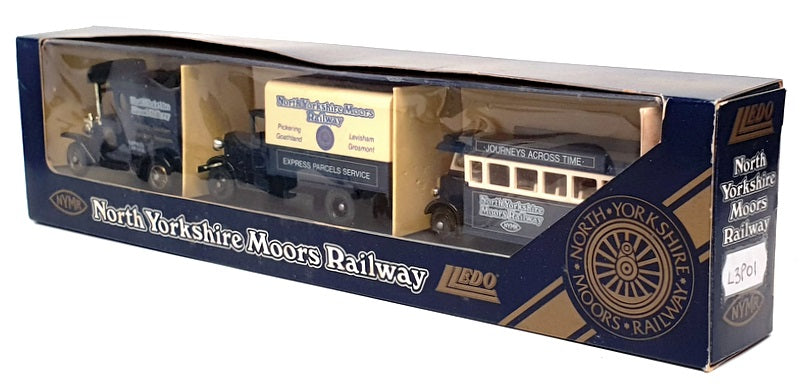 North Yorkshire Moors
Railway
Pickering
Goathland
Levisham
Grosmont
EXPRESS PARCELS SERVICE
· JOURNEYS ACROSS TIME ·
North Yorkshire
Moors Railway
NYMR
NYMR
North Yorkshire Moors Railway
LLEDO
NORTH · YORKSHIRE
MOORS · RAILWAY
LLEDO
North
Yorkshire
Moors
Railway
L3P01
NYMR